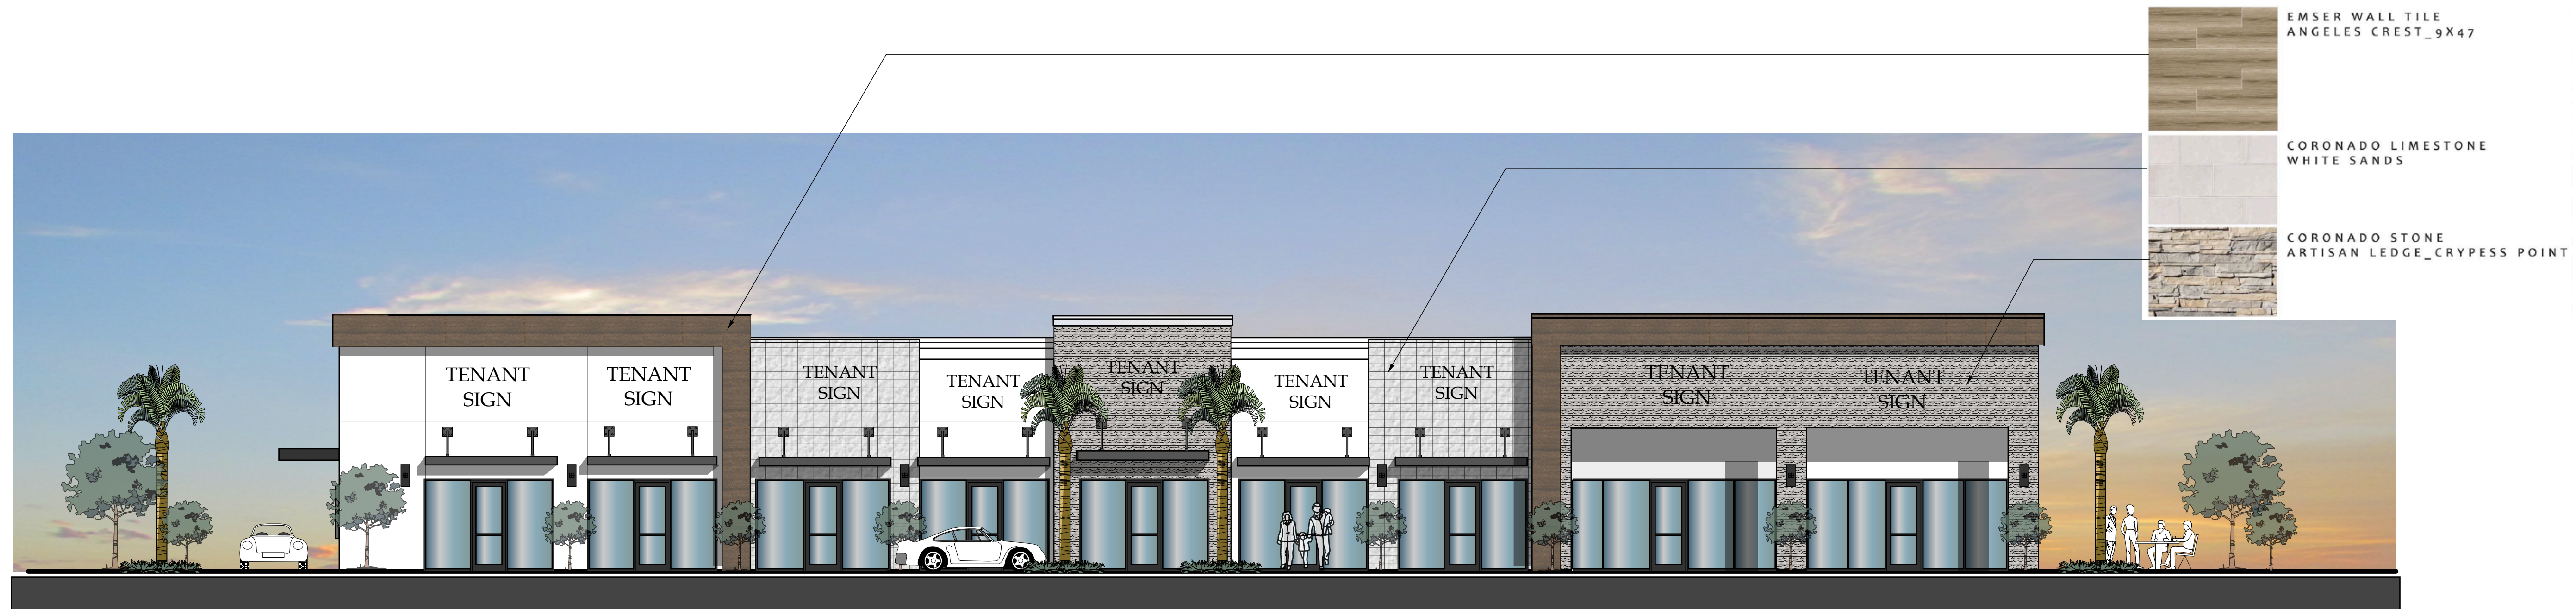 EMSER WALL TILE
ANGELES CREST_9X47
CORONADO LIMESTONE
WHITE SANDS
CORONADO STONE
ARTISAN LEDGE_CRYPESS POINT
TENANT
SIGN
TENANT
SIGN
TENANT
SIGN
TENANT
SIGN
TENANT
SIGN
TENANT
SIGN
TENANT
SIGN
TENANT
SIGN
TENANT
SIGN